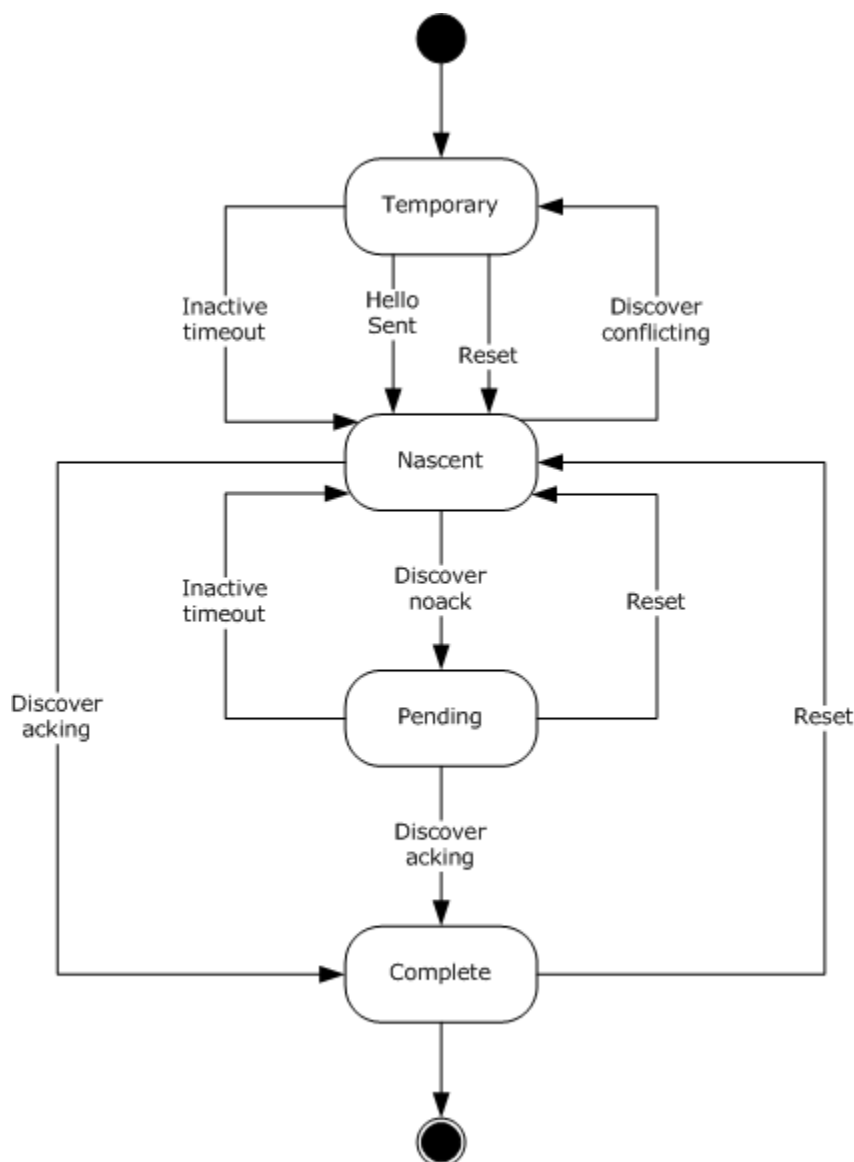 Temporary
Inactive
timeout
Hello
Sent
Reset
Discover
conflicting
Nascent
Inactive
timeout
Discover
noack
Reset
Discover
acking
Pending
Reset
Discover
acking
Complete